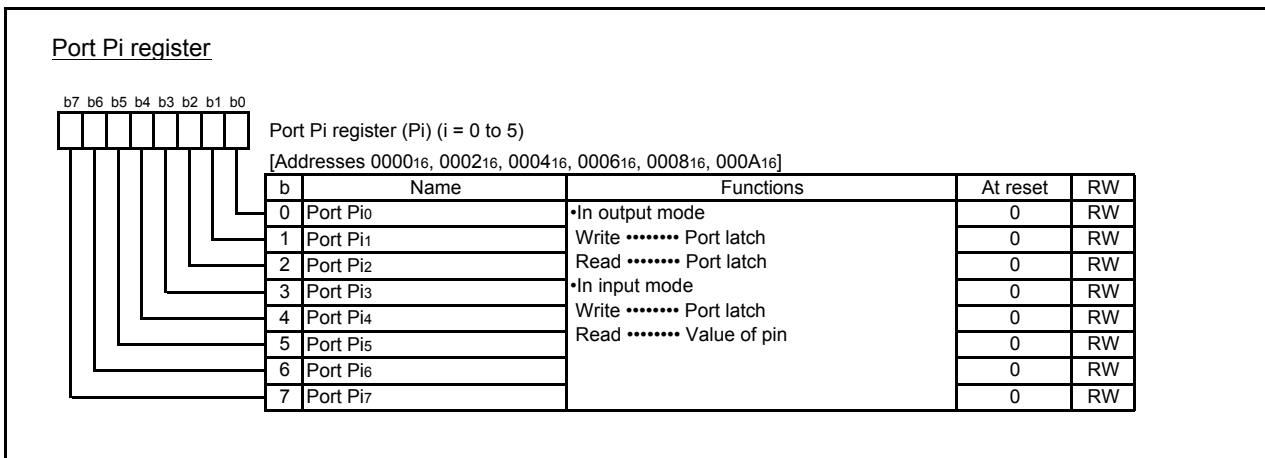 Port Pi register
b7 b6 b5 b4 b3 b2 b1 b0
Port Pi register (Pi) (i = 0 to 5)
[Addresses 000016, 000216, 000416, 000616, 000816, 000A16]
b Name Functions At reset RW
0 Port Pi0 •In output mode 0 RW
1 Port Pi1 Write •••••••• Port latch 0 RW
2 Port Pi2 Read •••••••• Port latch 0 RW
3 Port Pi3 •In input mode 0 RW
4 Port Pi4 Write •••••••• Port latch 0 RW
5 Port Pi5 Read •••••••• Value of pin 0 RW
6 Port Pi6 0 RW
7 Port Pi7 0 RW